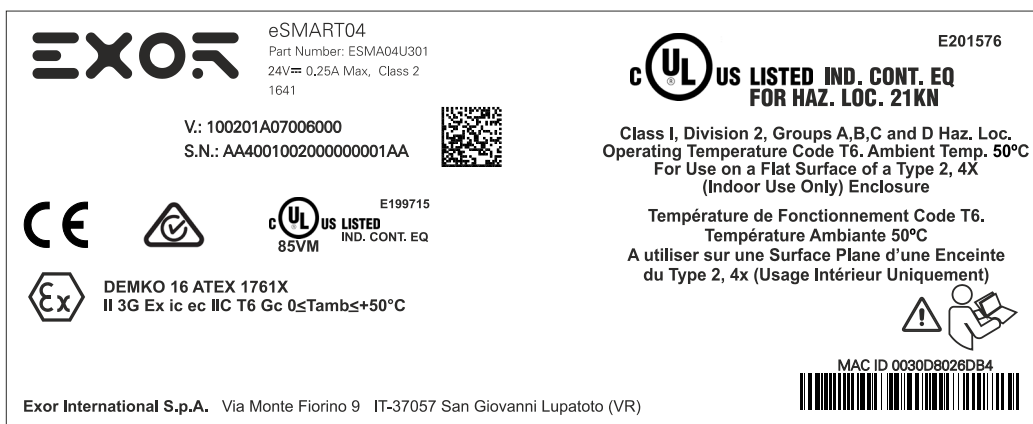 EXOR
eSMART04
Part Number: ESMA04U301
24V⎓ 0.25A Max, Class 2
1641
V.: 100201A07006000
S.N.: AA4001002000000001AA
CE
E199715
c UL US LISTED
85VM IND. CONT. EQ
Ex
DEMKO 16 ATEX 1761X
II 3G Ex ic ec IIC T6 Gc 0≤Tamb≤+50°C
Exor International S.p.A. Via Monte Fiorino 9 IT-37057 San Giovanni Lupatoto (VR)
E201576
c UL ® US LISTED IND. CONT. EQ
FOR HAZ. LOC. 21KN
Class I, Division 2, Groups A,B,C and D Haz. Loc.
Operating Temperature Code T6. Ambient Temp. 50ºC
For Use on a Flat Surface of a Type 2, 4X
(Indoor Use Only) Enclosure
Température de Fonctionnement Code T6.
Température Ambiante 50ºC
A utiliser sur une Surface Plane d'une Enceinte
du Type 2, 4x (Usage Intérieur Uniquement)
MAC ID 0030D8026DB4